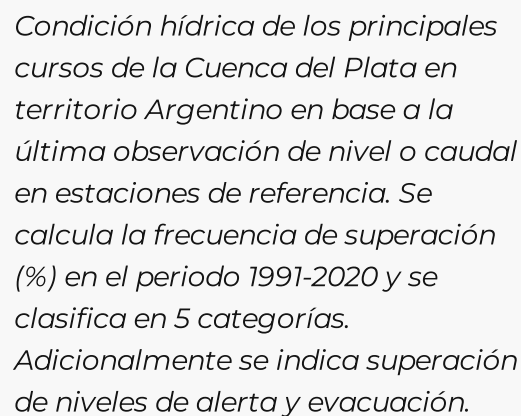 Condición hídrica de los principales
cursos de la Cuenca del Plata en
territorio Argentino en base a la
última observación de nivel o caudal
en estaciones de referencia. Se
calcula la frecuencia de superación
(%) en el periodo 1991-2020 y se
clasifica en 5 categorías.
Adicionalmente se indica superación
de niveles de alerta y evacuación.